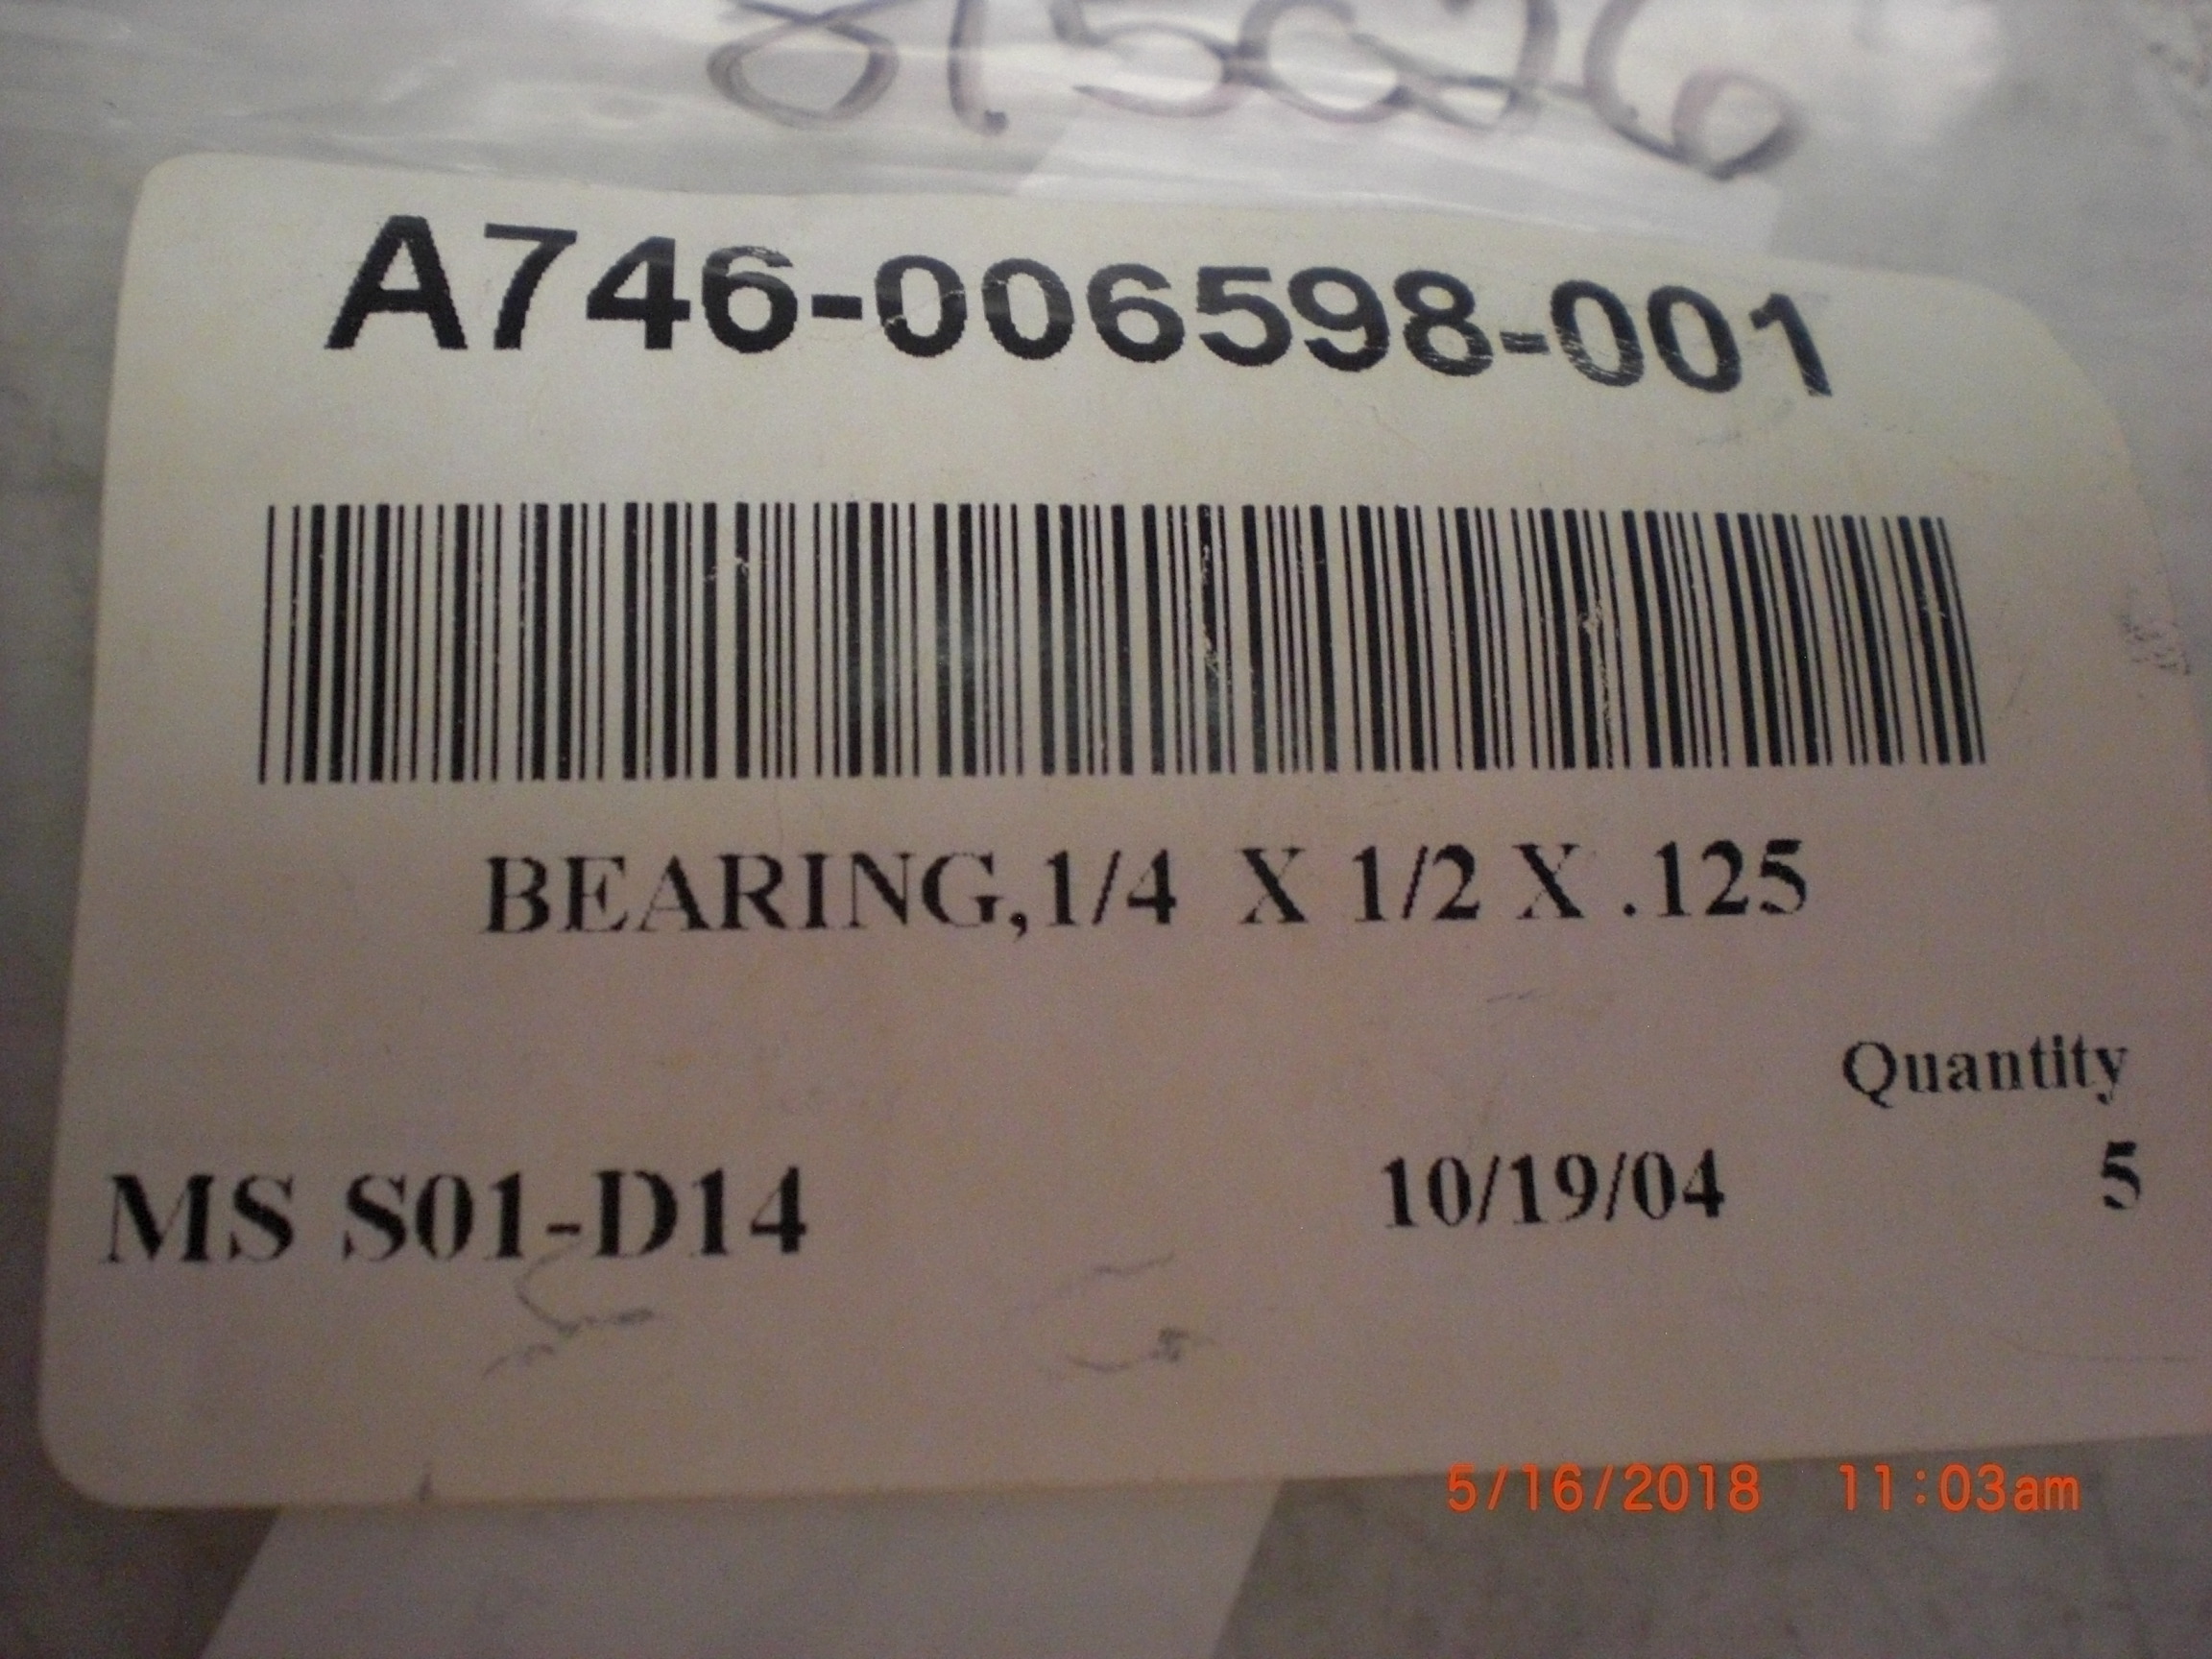 A746-006598-001
BEARING,1/4 X 1/2 X .125
Quantity
MS S01-D14 10/19/04 5
5/16/2018 11:03am